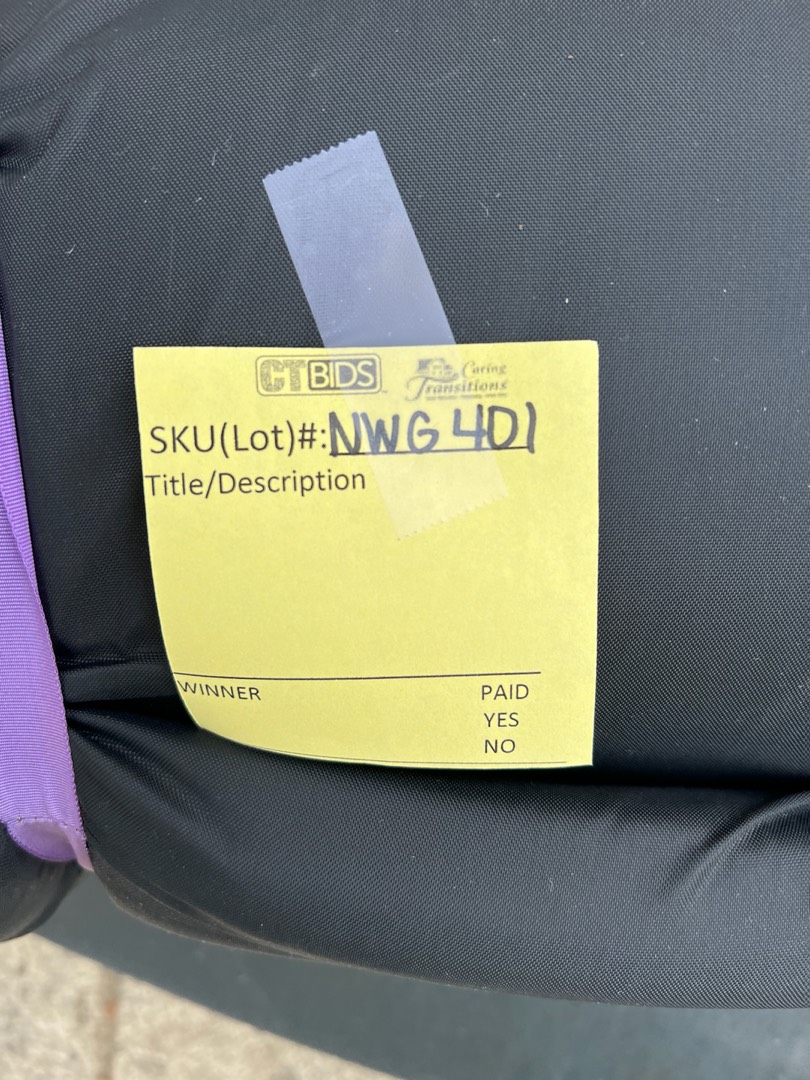 CTBIDS Caring Transitions
SKU(Lot)#:NWG 401
Title/Description
WINNER PAID
YES
NO